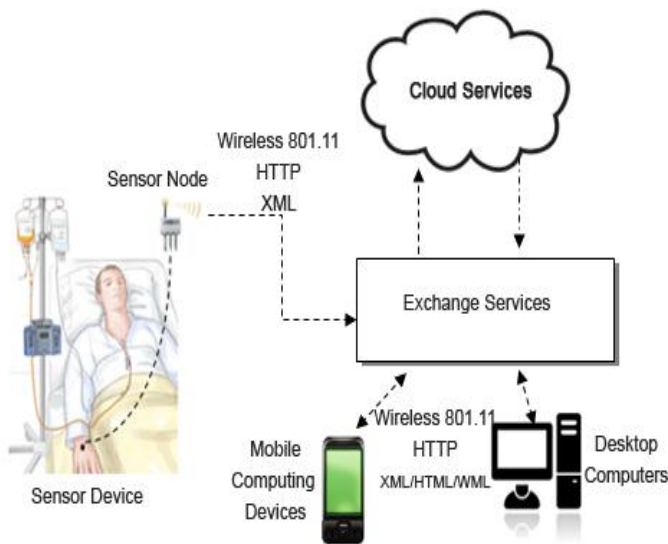 Cloud Services
Wireless 801.11
HTTP
XML
Sensor Node
Exchange Services
Sensor Device
Mobile
Computing
Devices
Wireless 801.11
HTTP
XML/HTML/WML
Desktop
Computers